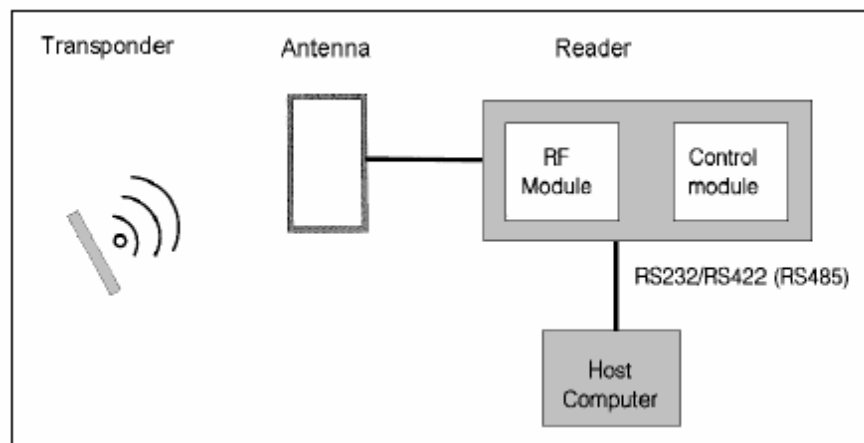 Transponder
Antenna
Reader
RF
Module
Control
module
RS232/RS422 (RS485)
Host
Computer